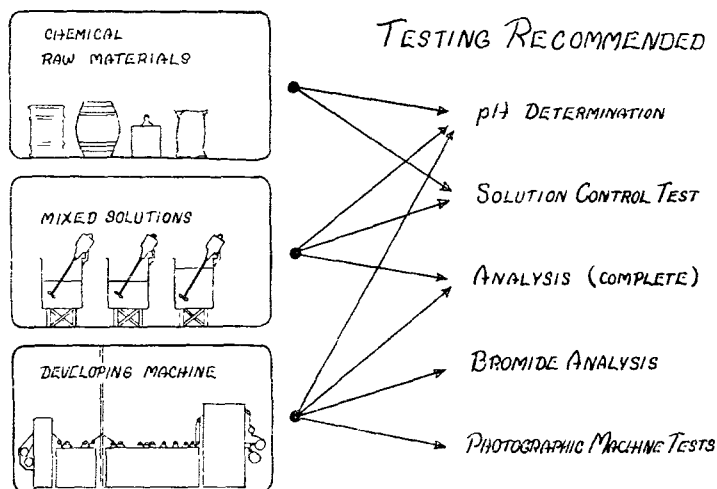 CHEMICAL
RAW MATERIALS
MIXED SOLUTIONS
DEVELOPING MACHINE
TESTING RECOMMENDED
pH DETERMINATION
SOLUTION CONTROL TEST
ANALYSIS (COMPLETE)
BROMIDE ANALYSIS
PHOTOGRAPHIC MACHINE TESTS